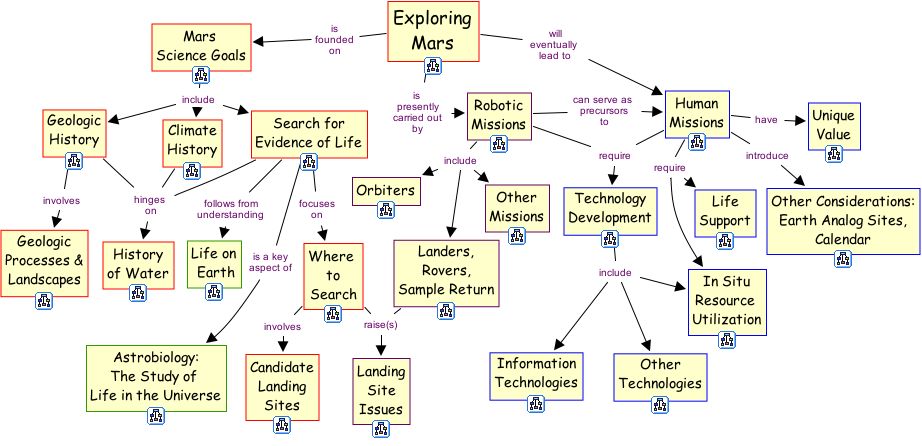 Exploring
Mars
is
founded
on
will
eventually
lead to
Mars
Science Goals
include
is
presently
carried out
by
Robotic
Missions
can serve as
precursors
to
Human
Missions
have
Unique
Value
Geologic
History
Climate
History
Search for
Evidence of Life
include
require
require
introduce
involves
hinges
on
follows from
understanding
focuses
on
Orbiters
Other
Missions
Technology
Development
Life
Support
Other Considerations:
Earth Analog Sites,
Calendar
Geologic
Processes &
Landscapes
History
of Water
Life on
Earth
is a key
aspect of
Where
to
Search
Landers,
Rovers,
Sample Return
include
In Situ
Resource
Utilization
involves
raise(s)
Astrobiology:
The Study of
Life in the Universe
Candidate
Landing
Sites
Landing
Site
Issues
Information
Technologies
Other
Technologies